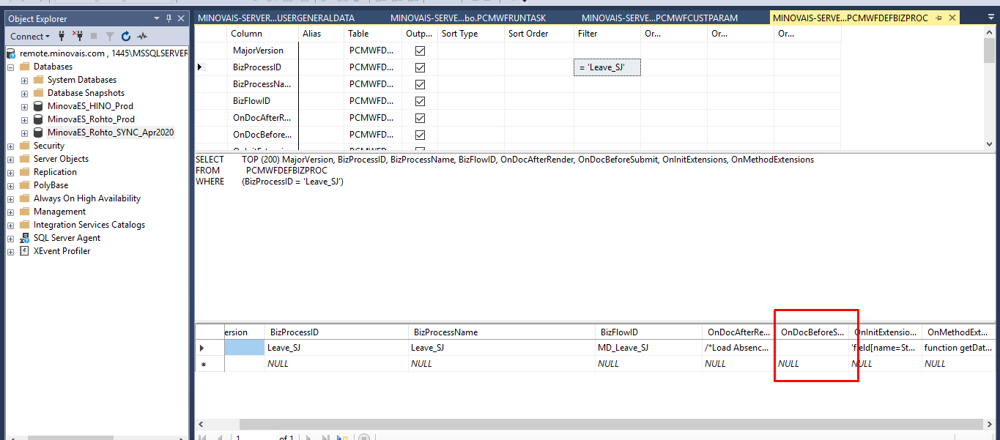 Object Explorer
Connect
remote.minovais.com , 1445\MSSQLSERVER
Databases
System Databases
Database Snapshots
MinovaES_HINO_Prod
MinovaES_Rohto_Prod
MinovaES_Rohto_SYNC_Apr2020
Security
Server Objects
Replication
PolyBase
Always On High Availability
Management
Integration Services Catalogs
SQL Server Agent
XEvent Profiler
MINOVAIS-SERVER...USERGENERALDATA MINOVAIS-SERVE...bo.PCMWFRUNTASK MINOVAIS-SERVE...PCMWFCUSTPARAM MINOVAIS-SERVE...PCMWFDEFBIZPROC
Column Alias Table Outp... Sort Type Sort Order Filter Or... Or... Or...
MajorVersion PCMWFD...
BizProcessID PCMWFD... = 'Leave_SJ'
BizProcessNa... PCMWFD...
BizFlowID PCMWFD...
OnDocAfterR... PCMWFD...
OnDocBefore... PCMWFD...
SELECT TOP (200) MajorVersion, BizProcessID, BizProcessName, BizFlowID, OnDocAfterRender, OnDocBeforeSubmit, OnInitExtensions, OnMethodExtensions
FROM PCMWFDEFBIZPROC
WHERE (BizProcessID = 'Leave_SJ')
ersion BizProcessID BizProcessName BizFlowID OnDocAfterRe... OnDocBeforeS... OnInitExtension... OnMethodExt...
Leave_SJ Leave_SJ MD_Leave_SJ /*Load Absenc... 'field[name=St... function getDat...
NULL NULL NULL NULL NULL NULL NULL
1 of 1